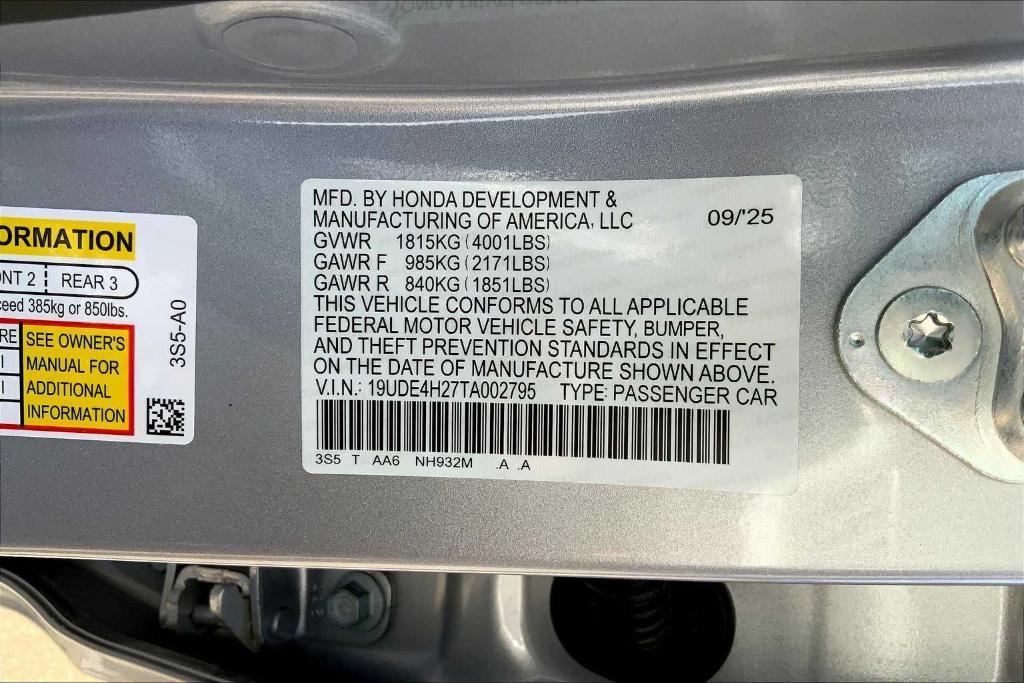 ORMATION
NT 2 REAR 3
ceed 385kg or 850lbs.
RE
SEE OWNER'S
MANUAL FOR
ADDITIONAL
INFORMATION
3S5-A0
MFD. BY HONDA DEVELOPMENT &
MANUFACTURING OF AMERICA, LLC 09/'25
GVWR 1815KG (4001LBS)
GAWR F 985KG (2171LBS)
GAWR R 840KG (1851LBS)
THIS VEHICLE CONFORMS TO ALL APPLICABLE
FEDERAL MOTOR VEHICLE SAFETY, BUMPER,
AND THEFT PREVENTION STANDARDS IN EFFECT
ON THE DATE OF MANUFACTURE SHOWN ABOVE.
V.I.N.: 19UDE4H27TA002795 TYPE: PASSENGER CAR
3S5 T AA6 NH932M .A .A